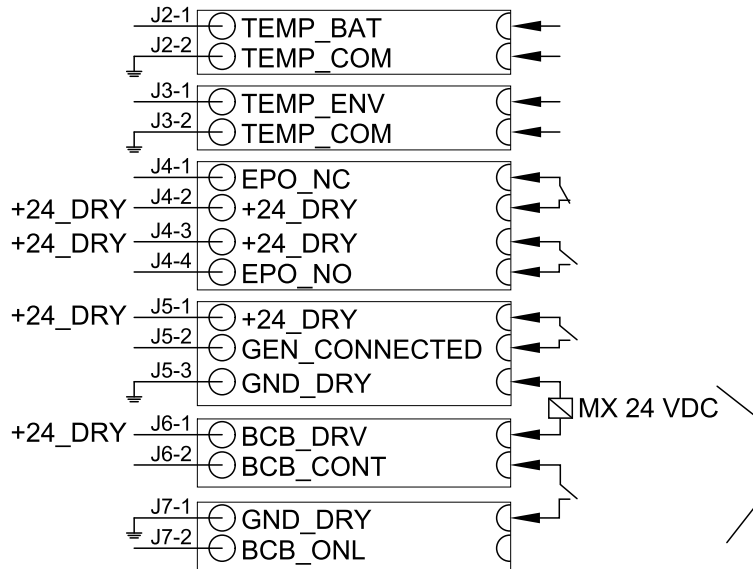 J2-1 TEMP_BAT
J2-2 TEMP_COM
J3-1 TEMP_ENV
J3-2 TEMP_COM
J4-1 EPO_NC
+24_DRY J4-2 +24_DRY
+24_DRY J4-3 +24_DRY
J4-4 EPO_NO
+24_DRY J5-1 +24_DRY
J5-2 GEN_CONNECTED
J5-3 GND_DRY
MX 24 VDC
+24_DRY J6-1 BCB_DRV
J6-2 BCB_CONT
J7-1 GND_DRY
J7-2 BCB_ONL